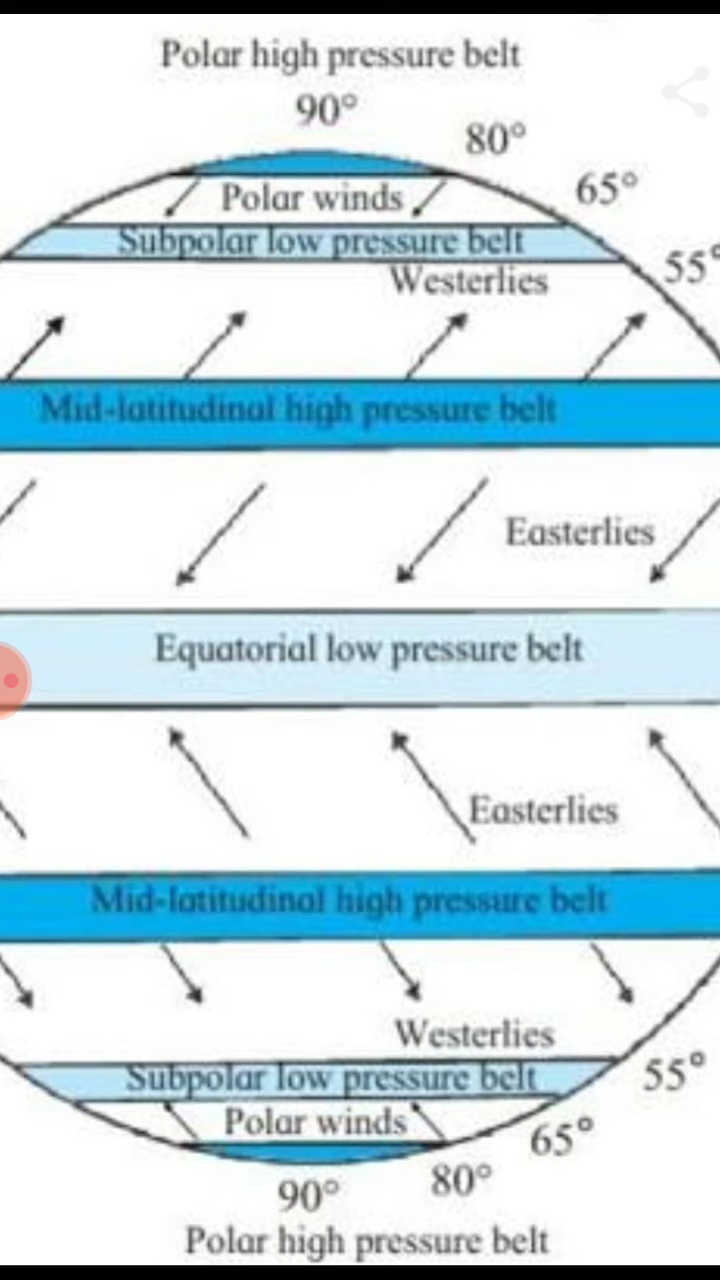 Polar high pressure belt
90°
80°
65°
Polar winds
Subpolar low pressure belt
55°
Westerlies
Mid-latitudinal high pressure belt
Easterlies
Equatorial low pressure belt
Easterlies
Mid-latitudinal high pressure belt
Westerlies
55°
Subpolar low pressure belt
Polar winds
65°
80°
90°
Polar high pressure belt